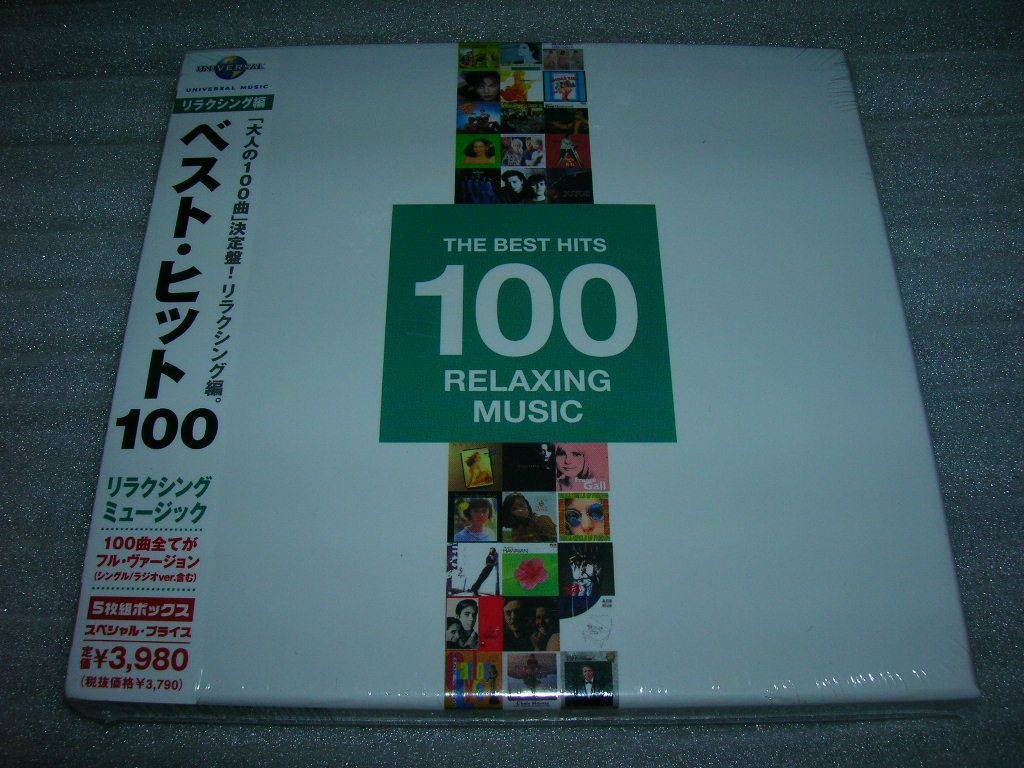 UNIVERSAL
UNIVERSAL MUSIC
リラクシング編
「大人の100曲」決定盤！リラクシング編。
ベスト・ヒット
100
リラクシング
ミュージック
100曲全てが
フル・ヴァージョン
(シングル/ラジオver.含む)
5枚組ボックス
スペシャル・プライス
定価¥3,980
(税抜価格¥3,790)
THE BEST HITS
100
RELAXING
MUSIC
France
Gall
HAWAIIAN